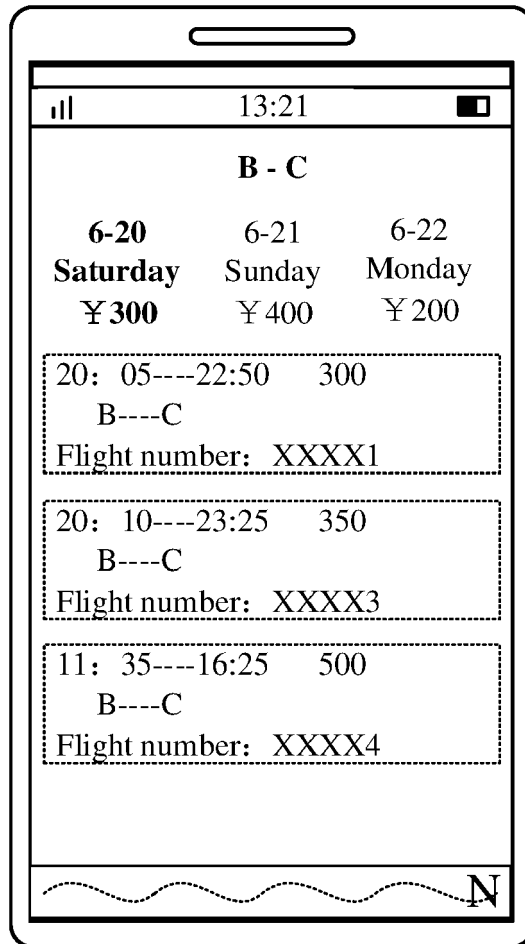 13:21
B - C
6-20 6-21 6-22
Saturday Sunday Monday
¥300 ¥400 ¥200
20：05----22:50 300
B----C
Flight number：XXXX1
20：10----23:25 350
B----C
Flight number：XXXX3
11：35----16:25 500
B----C
Flight number：XXXX4
N